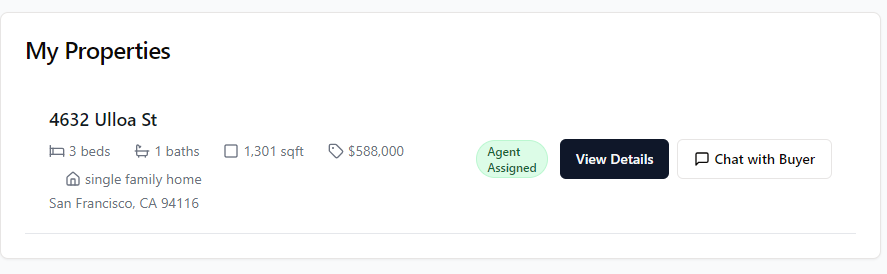 My Properties
4632 Ulloa St
3 beds 1 baths 1,301 sqft $588,000
single family home
San Francisco, CA 94116
Agent
Assigned
View Details
Chat with Buyer